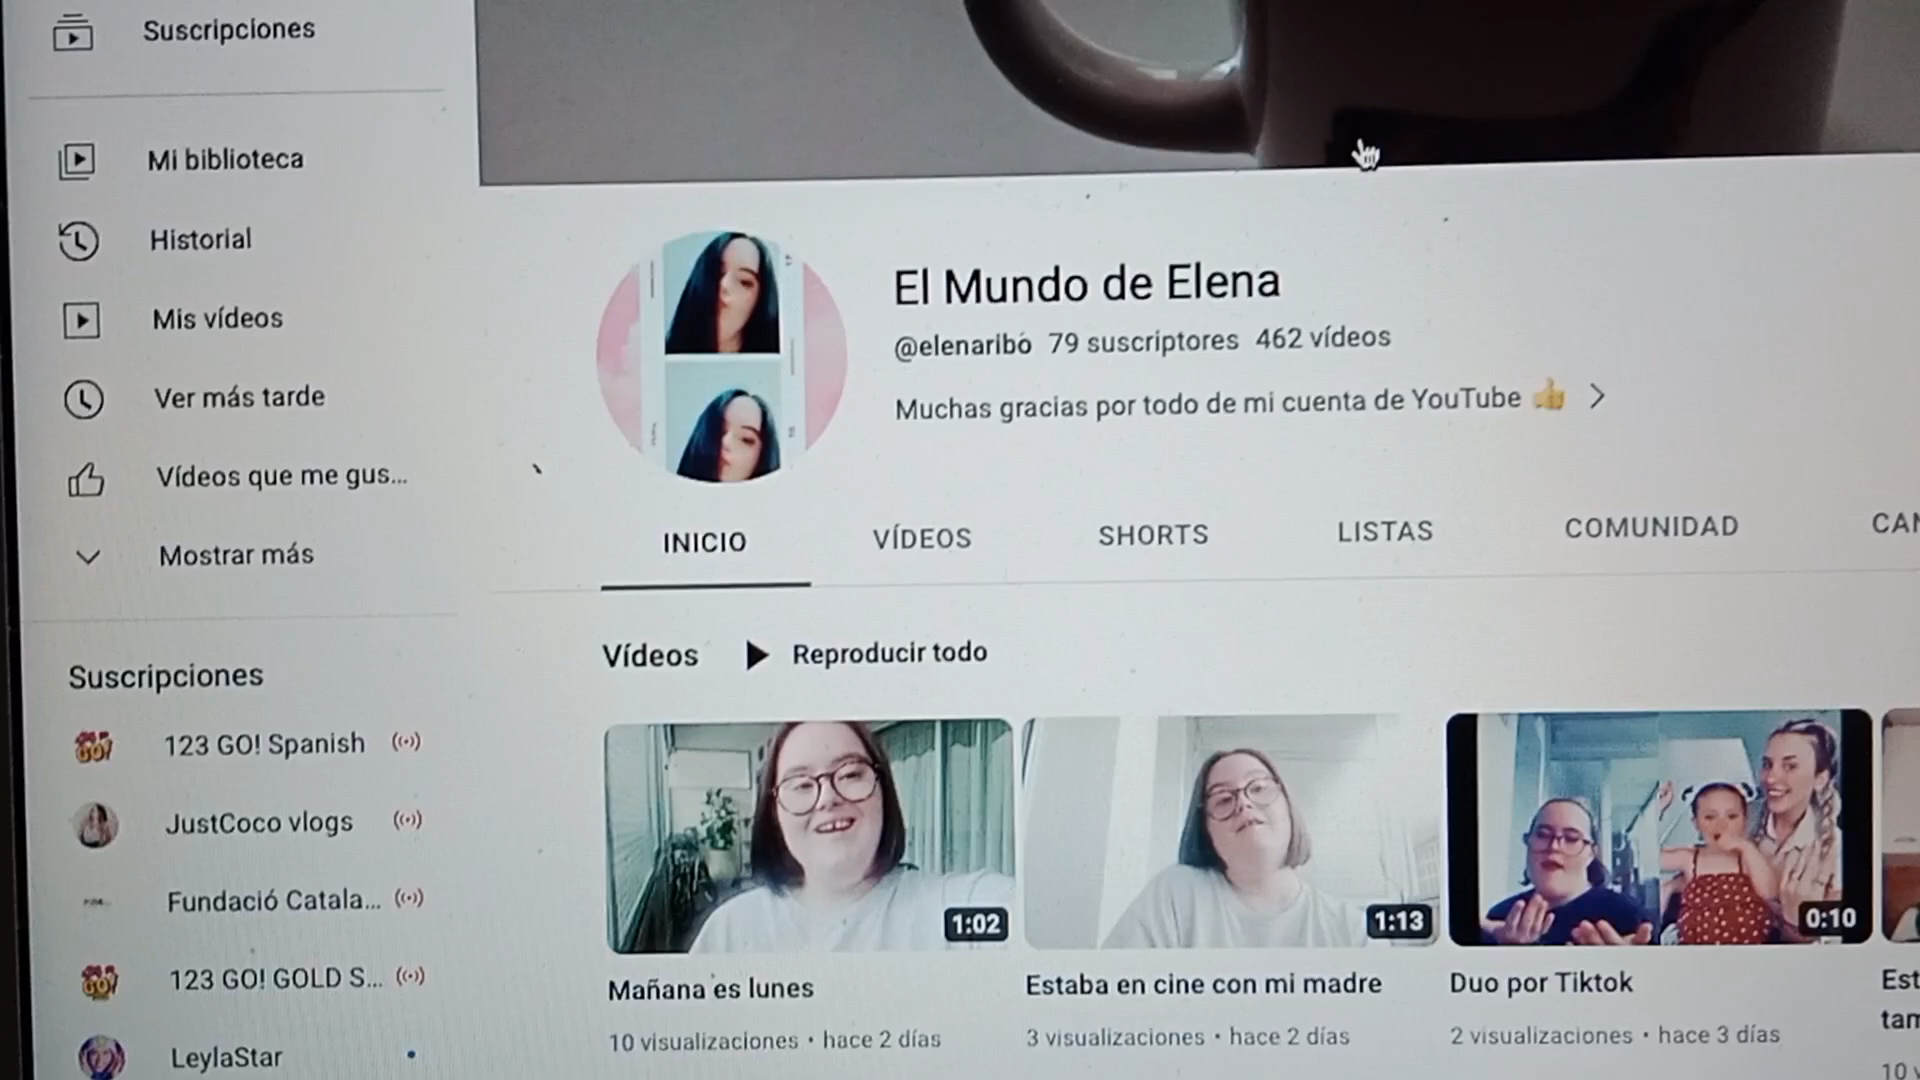 Suscripciones
Mi biblioteca
Historial
Mis vídeos
Ver más tarde
Vídeos que me gus...
Mostrar más
Suscripciones
123 GO! Spanish
JustCoco vlogs
Fundació Catala...
123 GO! GOLD S...
LeylaStar
El Mundo de Elena
@elenaribó 79 suscriptores 462 vídeos
Muchas gracias por todo de mi cuenta de YouTube 👍
INICIO VÍDEOS SHORTS LISTAS COMUNIDAD CAN
Vídeos Reproducir todo
1:02
Mañana es lunes
10 visualizaciones • hace 2 días
1:13
Estaba en cine con mi madre
3 visualizaciones • hace 2 días
0:10
Duo por Tiktok
2 visualizaciones • hace 3 días
Est
tam
10